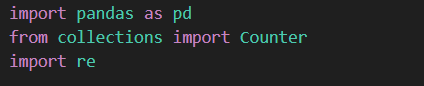 import pandas as pd
from collections import Counter
import re